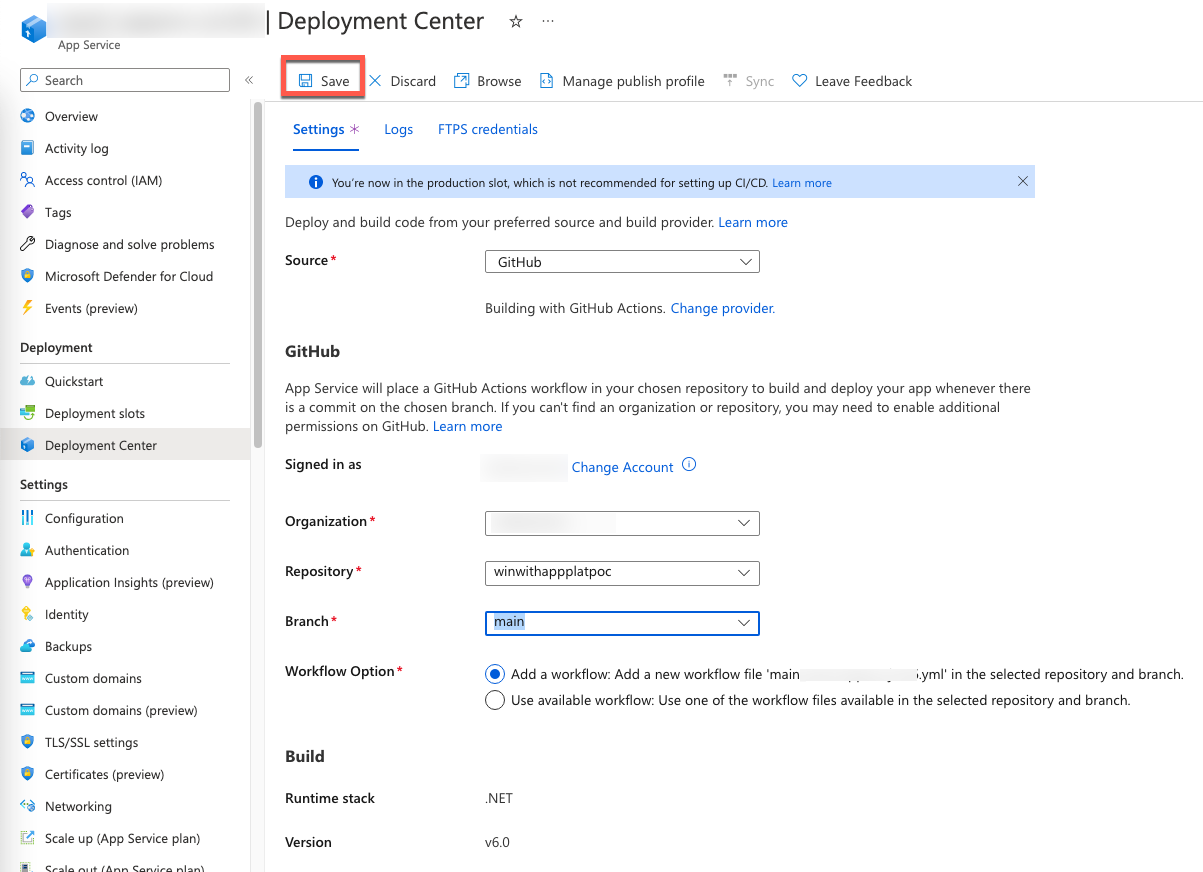 | Deployment Center
App Service
Search
«
Save
Discard
Browse
Manage publish profile
Sync
Leave Feedback
Overview
Activity log
Access control (IAM)
Tags
Diagnose and solve problems
Microsoft Defender for Cloud
Events (preview)
Deployment
Quickstart
Deployment slots
Deployment Center
Settings
Configuration
Authentication
Application Insights (preview)
Identity
Backups
Custom domains
Custom domains (preview)
TLS/SSL settings
Certificates (preview)
Networking
Scale up (App Service plan)
Scale out (App Service plan)
Settings *
Logs
FTPS credentials
You're now in the production slot, which is not recommended for setting up CI/CD. Learn more
Deploy and build code from your preferred source and build provider. Learn more
Source*
GitHub
Building with GitHub Actions. Change provider.
GitHub
App Service will place a GitHub Actions workflow in your chosen repository to build and deploy your app whenever there
is a commit on the chosen branch. If you can't find an organization or repository, you may need to enable additional
permissions on GitHub. Learn more
Signed in as
Change Account
Organization*
Repository*
winwithappplatpoc
Branch*
main
Workflow Option*
Add a workflow: Add a new workflow file 'main .yml' in the selected repository and branch.
Use available workflow: Use one of the workflow files available in the selected repository and branch.
Build
Runtime stack
.NET
Version
v6.0